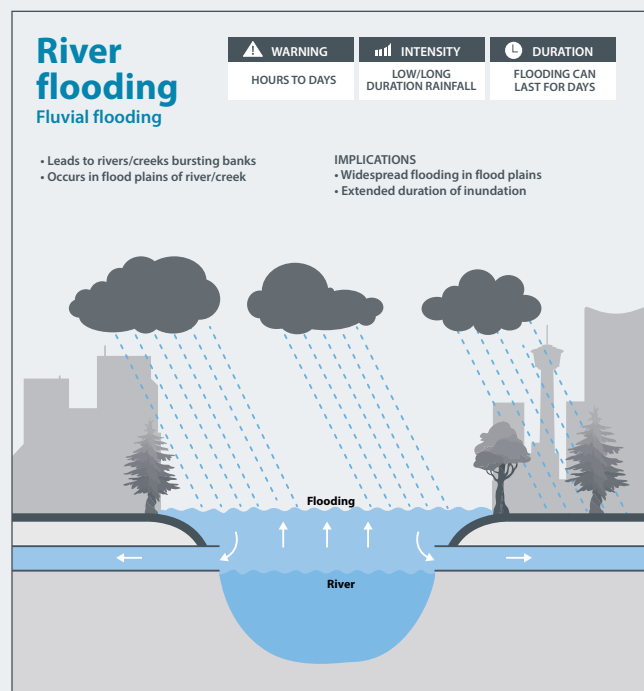 River
flooding
Fluvial flooding
WARNING
HOURS TO DAYS
INTENSITY
LOW/LONG
DURATION RAINFALL
DURATION
FLOODING CAN
LAST FOR DAYS
• Leads to rivers/creeks bursting banks
• Occurs in flood plains of river/creek
IMPLICATIONS
• Widespread flooding in flood plains
• Extended duration of inundation
Flooding
River